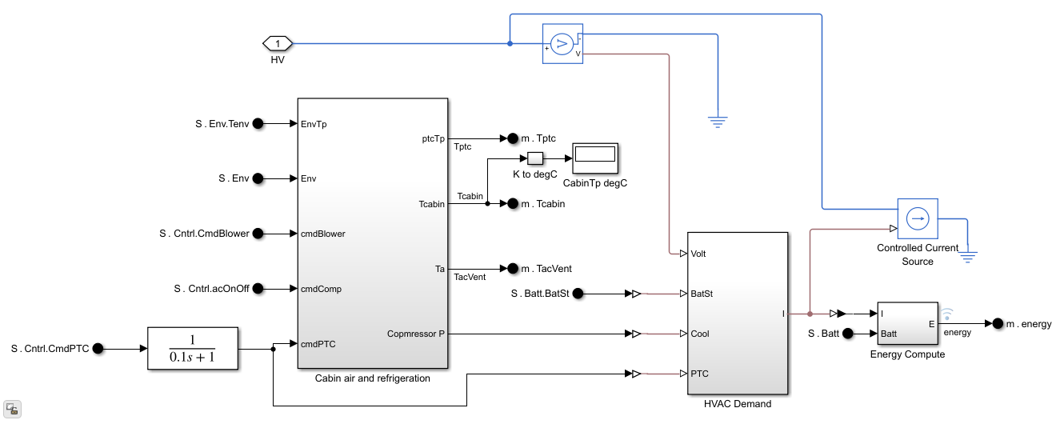 1
HV
+
V
S . Env.Tenv
EnvTp
ptcTp
Tptc
m . Tptc
K to degC
CabinTp degC
S . Env
Env
Tcabin
Tcabin
m . Tcabin
S . Cntrl.CmdBlower
cmdBlower
Controlled Current
Source
Volt
Ta
TacVent
m . TacVent
S . Cntrl.acOnOff
cmdComp
S . Batt.BatSt
BatSt
I
I
E
energy
m . energy
S . Batt
Batt
Energy Compute
Copmressor P
Cool
S . Cntrl.CmdPTC
1
0.1s + 1
cmdPTC
PTC
Cabin air and refrigeration
HVAC Demand